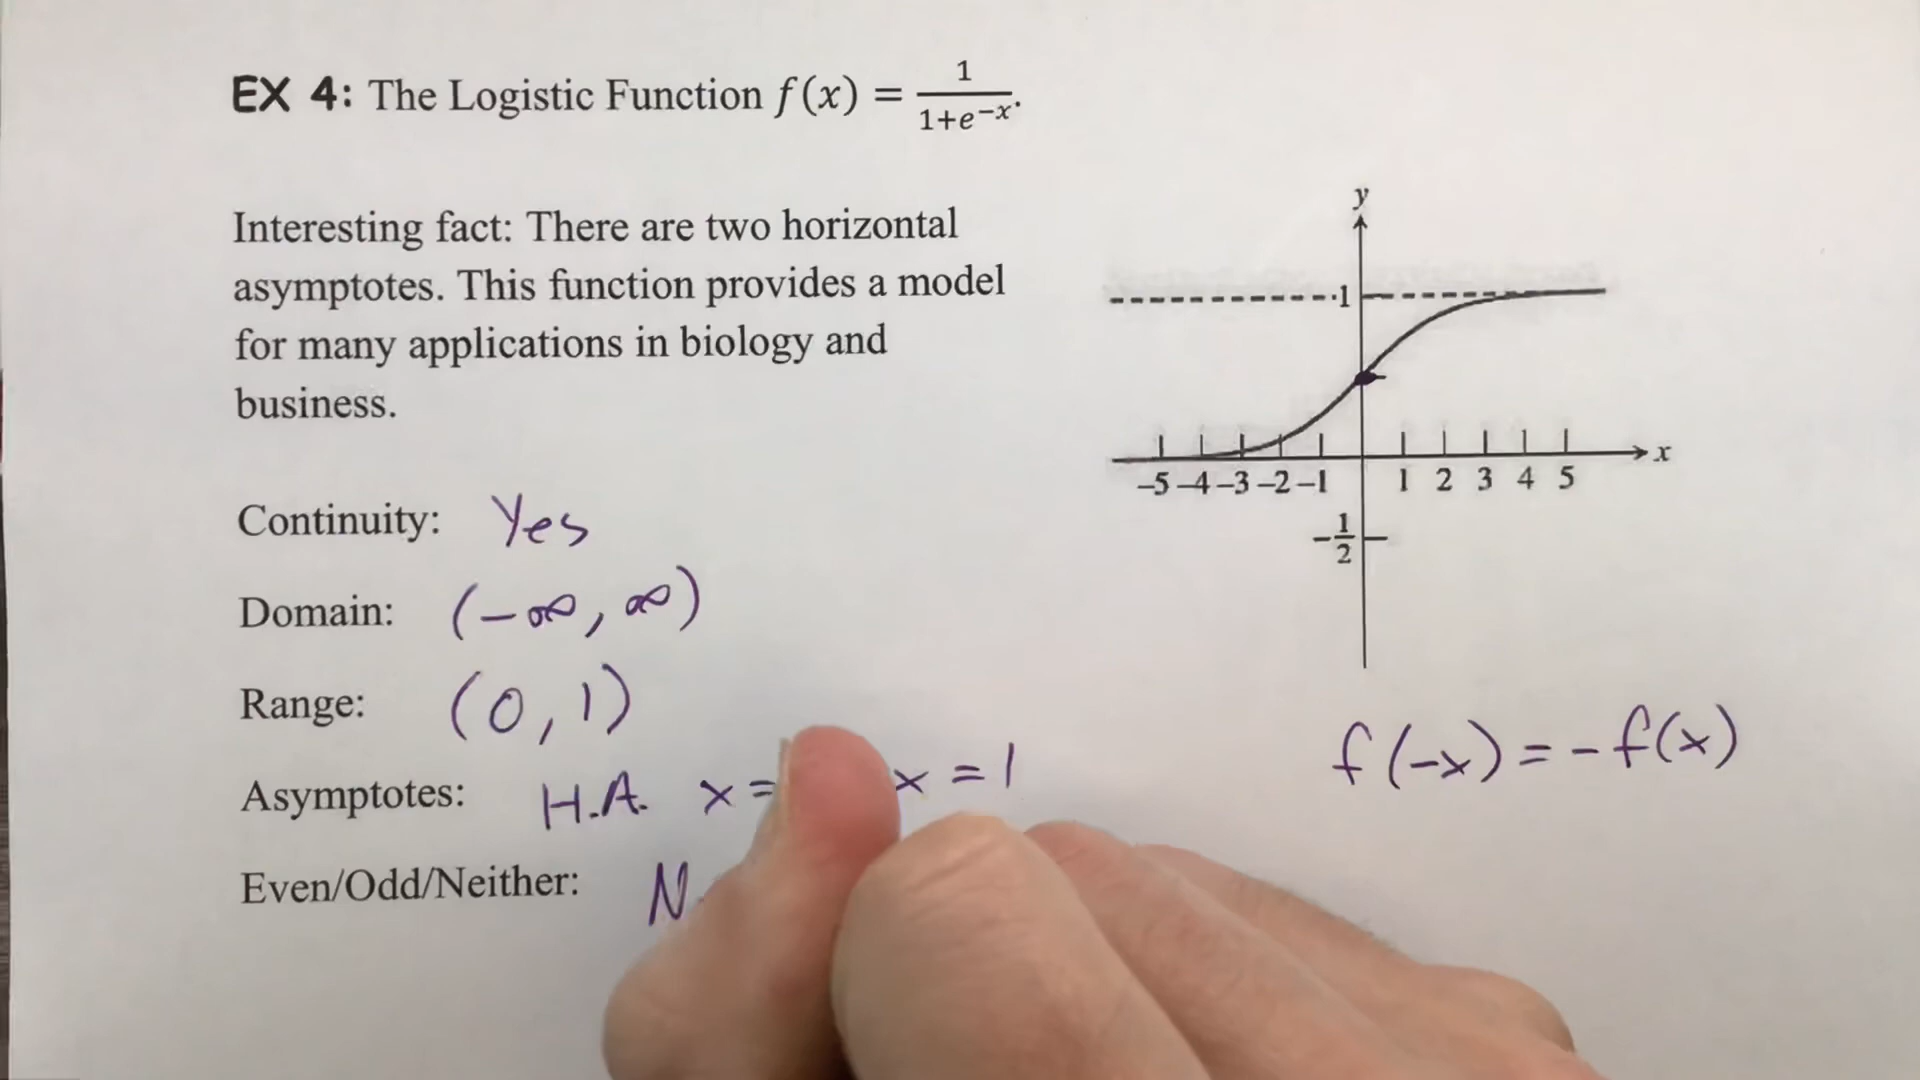 EX 4: The Logistic Function f(x) = 1/(1+e^{-x}).
Interesting fact: There are two horizontal
asymptotes. This function provides a model
for many applications in biology and
business.
y
1
x
-5 -4 -3 -2 -1 1 2 3 4 5
-1/2
Continuity: Yes
Domain: (-∞, ∞)
Range: (0, 1)
f(-x) = -f(x)
Asymptotes: H.A. x = x = 1
Even/Odd/Neither: N